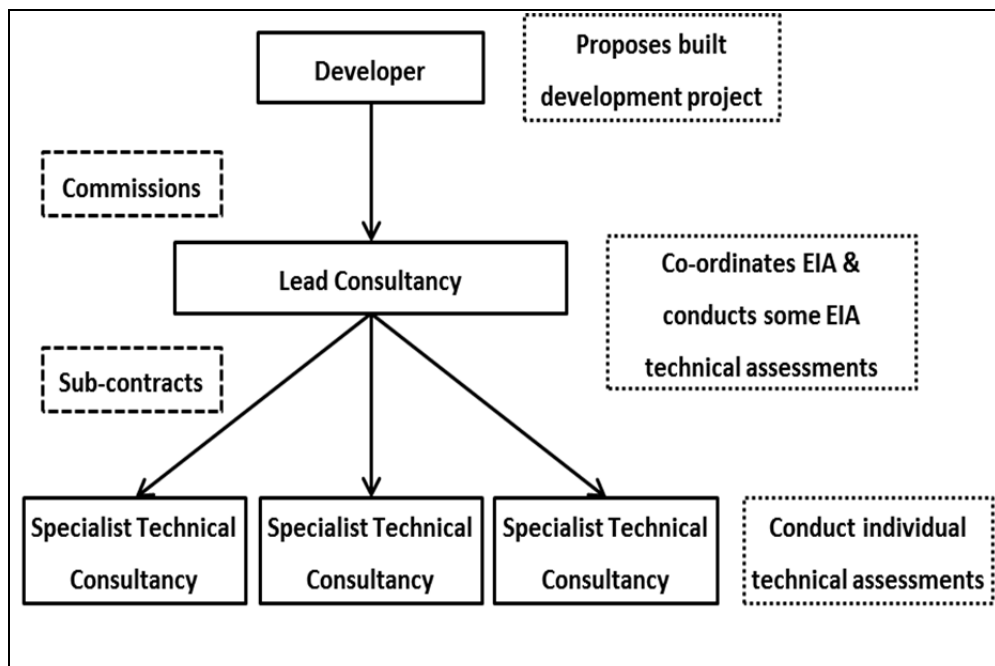 Developer
Proposes built
development project
Commissions
Lead Consultancy
Co-ordinates EIA &
conducts some EIA
technical assessments
Sub-contracts
Specialist Technical
Consultancy
Specialist Technical
Consultancy
Specialist Technical
Consultancy
Conduct individual
technical assessments